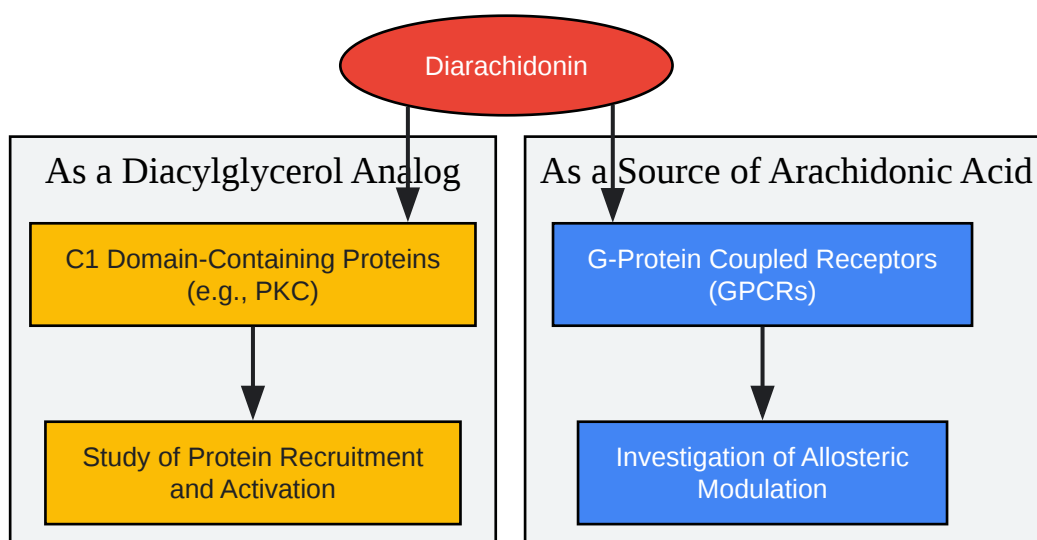 Diarachidonin
As a Diacylglycerol Analog
C1 Domain-Containing Proteins
(e.g., PKC)
Study of Protein Recruitment
and Activation
As a Source of Arachidonic Acid
G-Protein Coupled Receptors
(GPCRs)
Investigation of Allosteric
Modulation